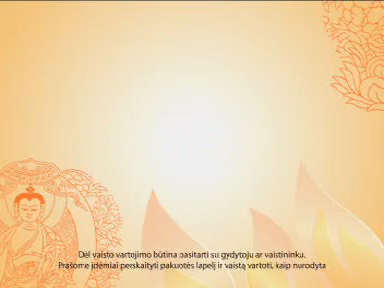 Dėl vaisto vartojimo būtina pasitarti su gydytoju ar vaistininku.
Prašome įdėmiai perskaityti pakuotės lapelį ir vaistą vartoti, kaip nurodyta